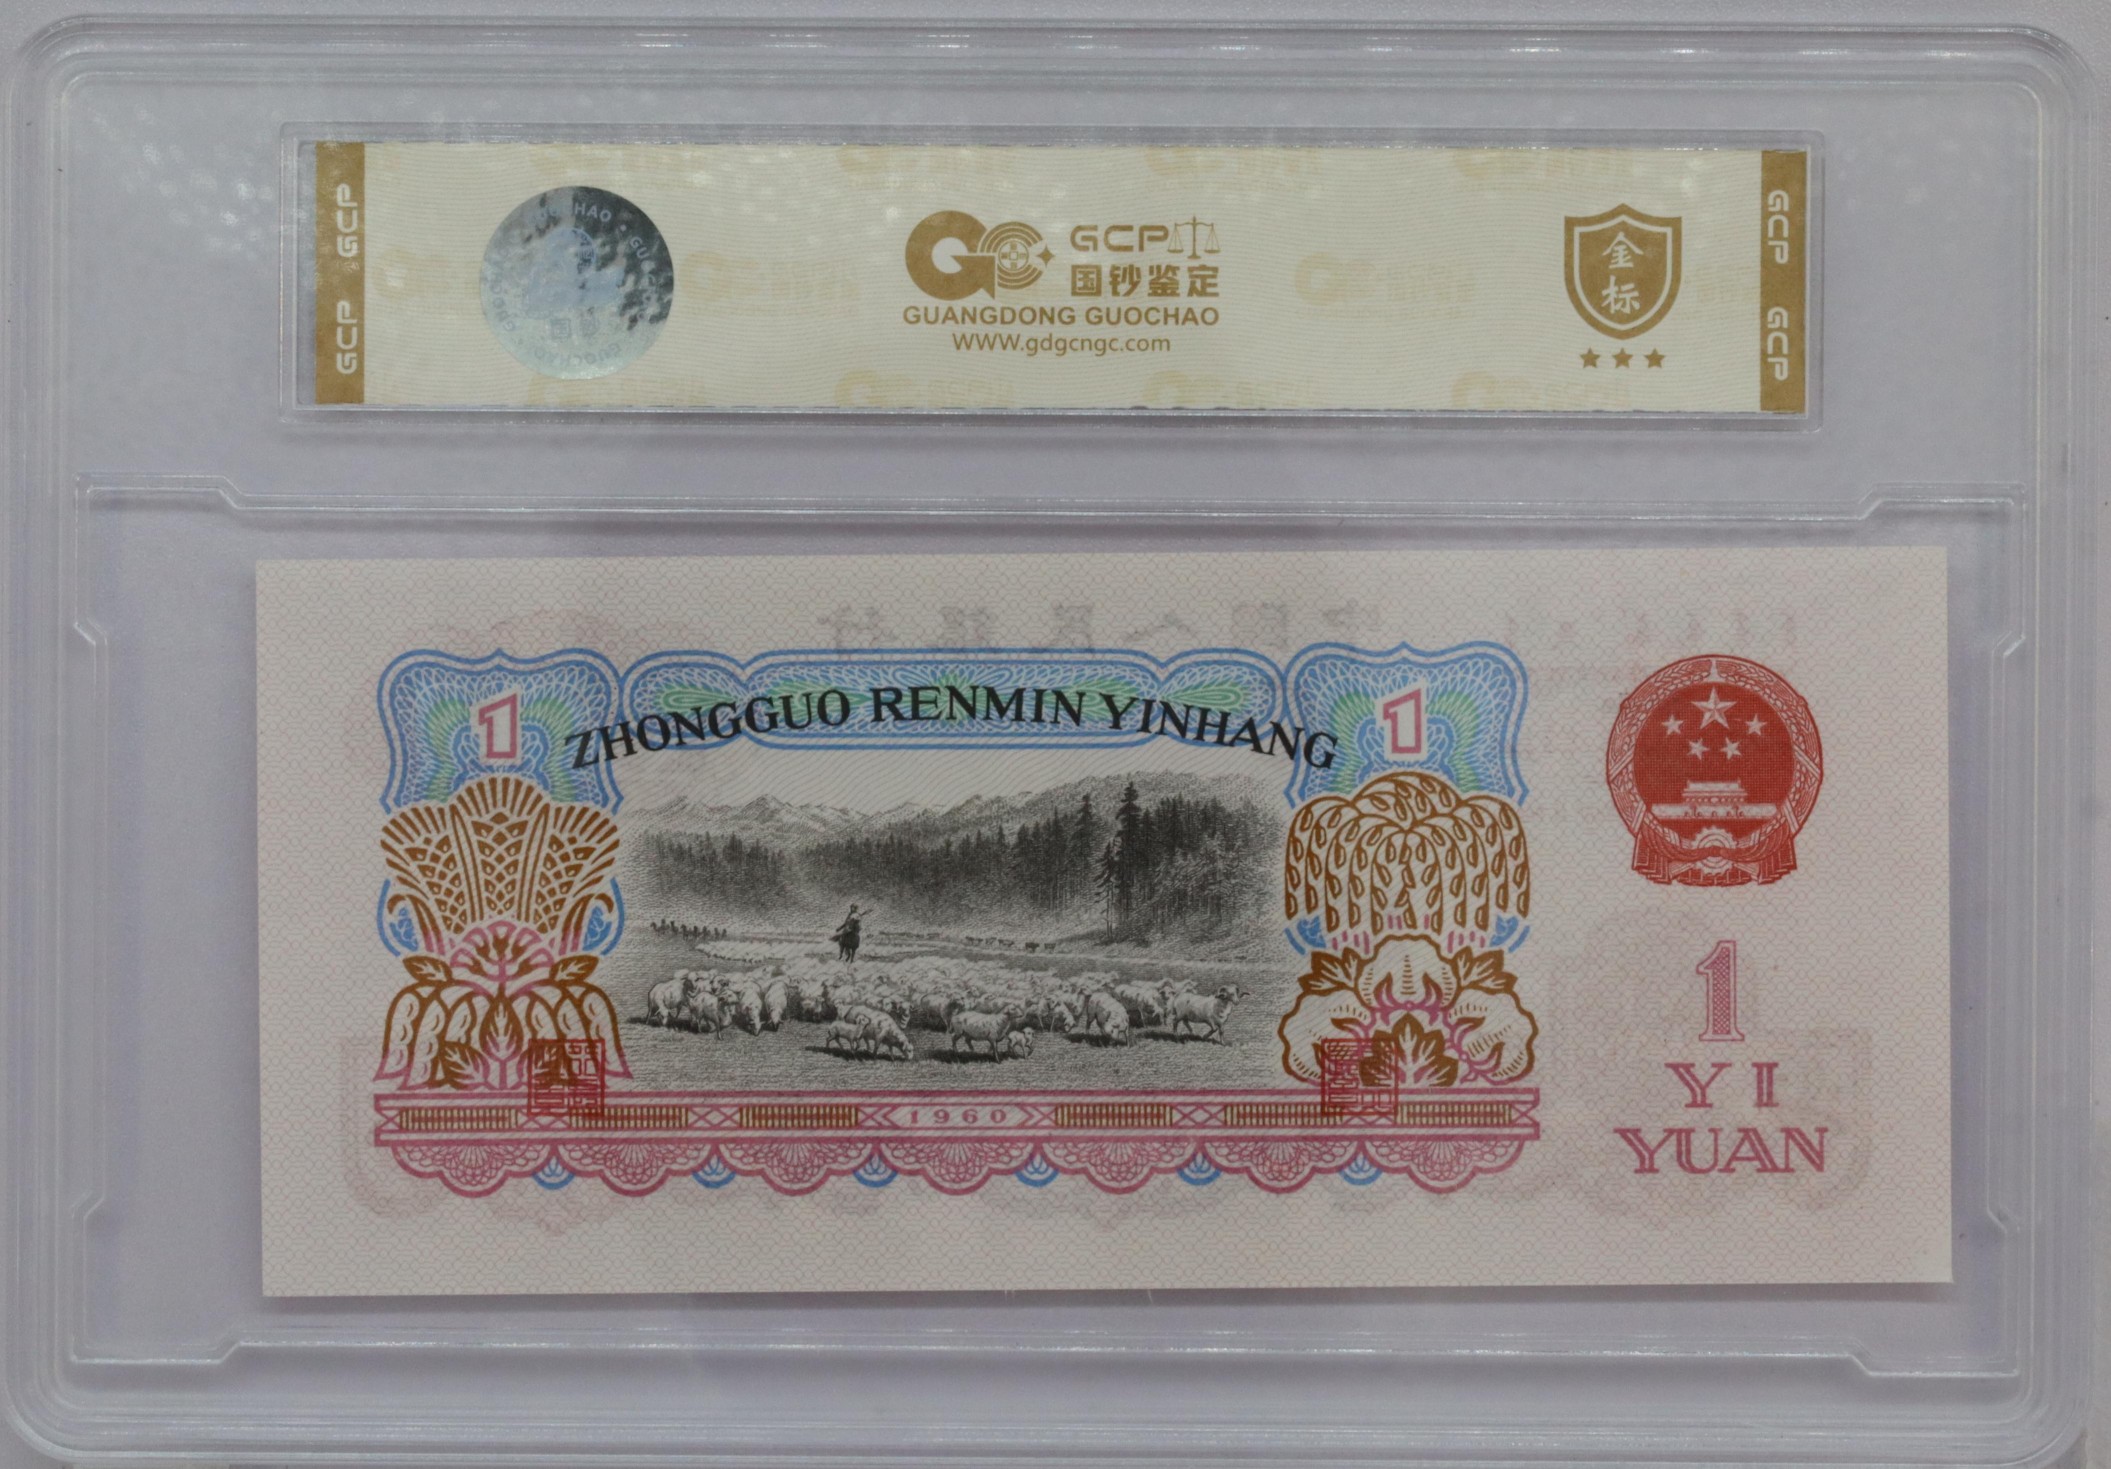 GCP GCP
GCP
国钞鉴定
GUANGDONG GUOCHAO
WWW.gdgcngc.com
金标
GCP GCP
1
ZHONGGUO RENMIN YINHANG
1
1960
1
YI
YUAN